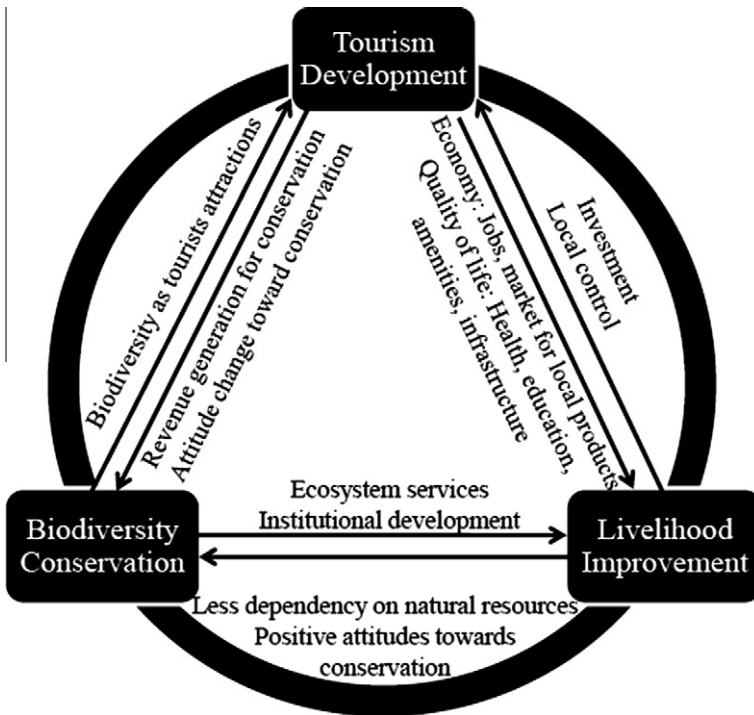 Tourism
Development
Biodiversity as tourists attractions
Revenue generation for conservation
Attitude change toward conservation
Economy: Jobs, market for local products
Quality of life: Health, education,
amenities, infrastructure
Investment
Local control
Biodiversity
Conservation
Ecosystem services
Institutional development
Livelihood
Improvement
Less dependency on natural resources
Positive attitudes towards
conservation